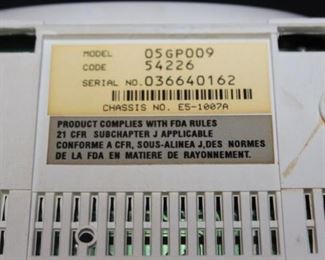 MODEL 05GP009
CODE 54226
SERIAL NO. 036640162
CHASSIS NO. E5-1007A
PRODUCT COMPLIES WITH FDA RULES
21 CFR SUBCHAPTER J APPLICABLE
CONFORME A CFR, SOUS-ALINEA J,DES NORMES
DE LA FDA EN MATIERE DE RAYONNEMENT.